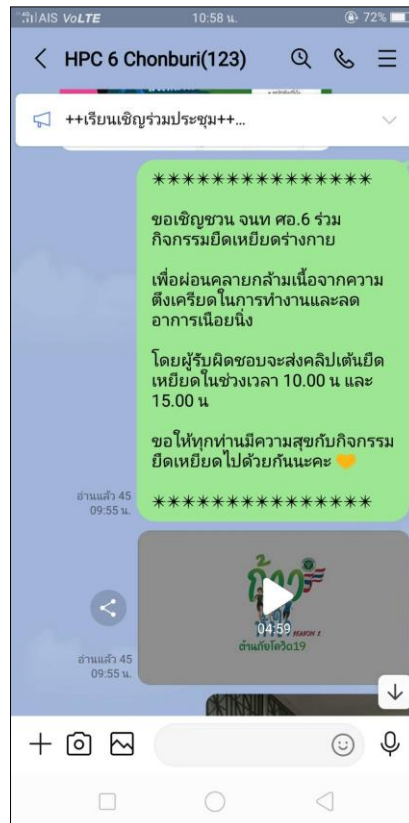 AIS VoLTE 10:58 น. 72%
HPC 6 Chonburi(123)
++เรียนเชิญร่วมประชุม++...
***************
ขอเชิญชวน จนท ศอ.6 ร่วม
กิจกรรมยืดเหยียดร่างกาย
เพื่อผ่อนคลายกล้ามเนื้อจากความ
ตึงเครียดในการทำงานและลด
อาการเนือยนิ่ง
โดยผู้รับผิดชอบจะส่งคลิปเต้นยืด
เหยียดในช่วงเวลา 10.00 น และ
15.00 น
ขอให้ทุกท่านมีความสุขกับกิจกรรม
ยืดเหยียดไปด้วยกันนะคะ 🧡
***************
อ่านแล้ว 45
09:55 น.
ก้าว
04:59
SEASON 2
ต้านภัยโควิด19
อ่านแล้ว 45
09:55 น.